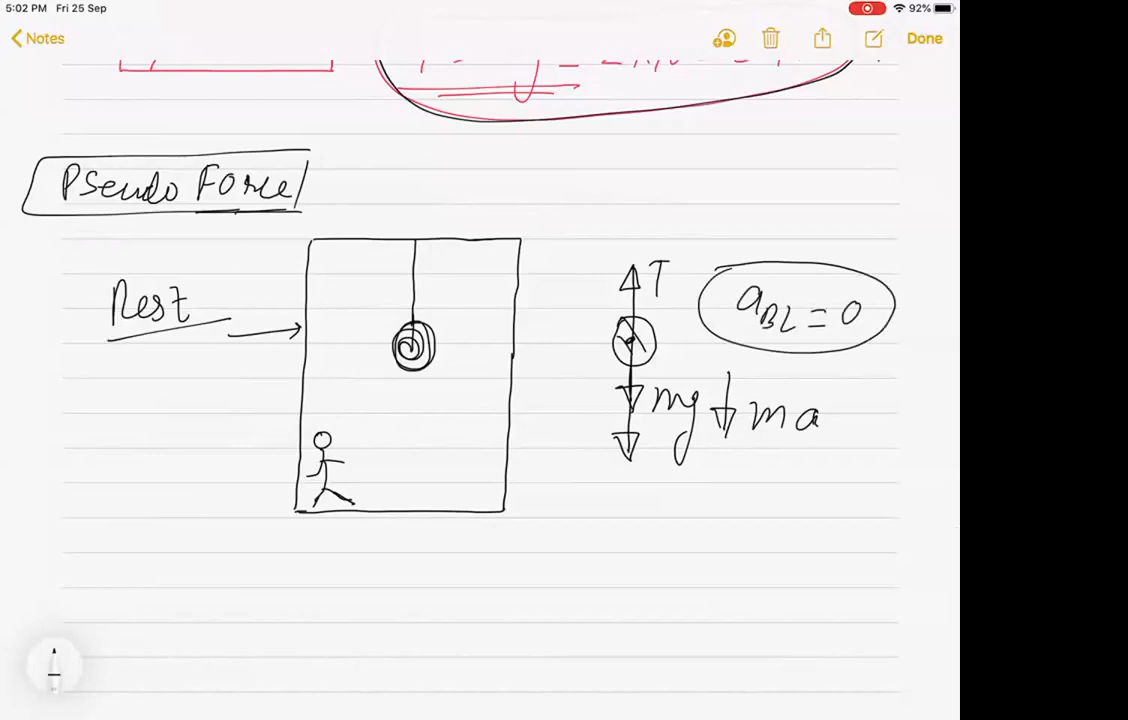 5:02 PM Fri 25 Sep
92%
Notes
Done
Pseudo Force
Rest
T
a_BL = 0
mg
ma